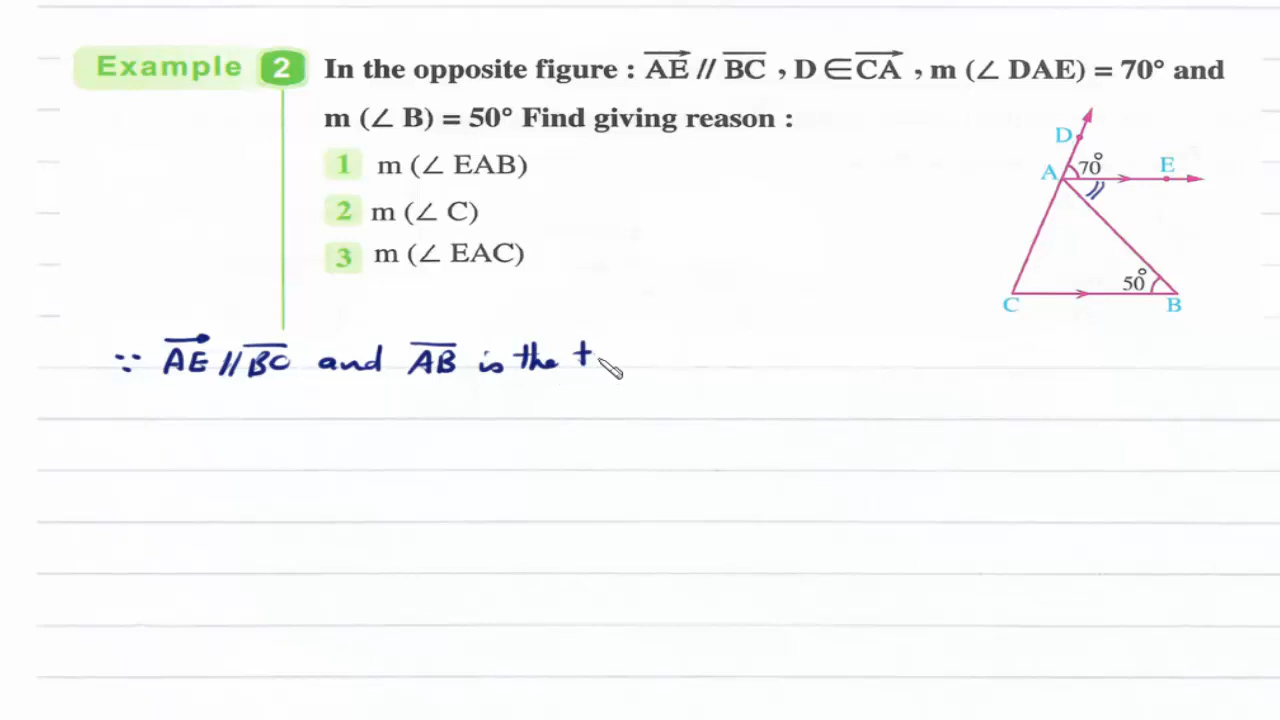 Example 2 In the opposite figure : AE // BC , D ∈ CA , m (∠ DAE) = 70° and
m (∠ B) = 50° Find giving reason :
1 m (∠ EAB)
2 m (∠ C)
3 m (∠ EAC)
D
A 70° E
50°
C B
∵ AE // BC and AB is the t